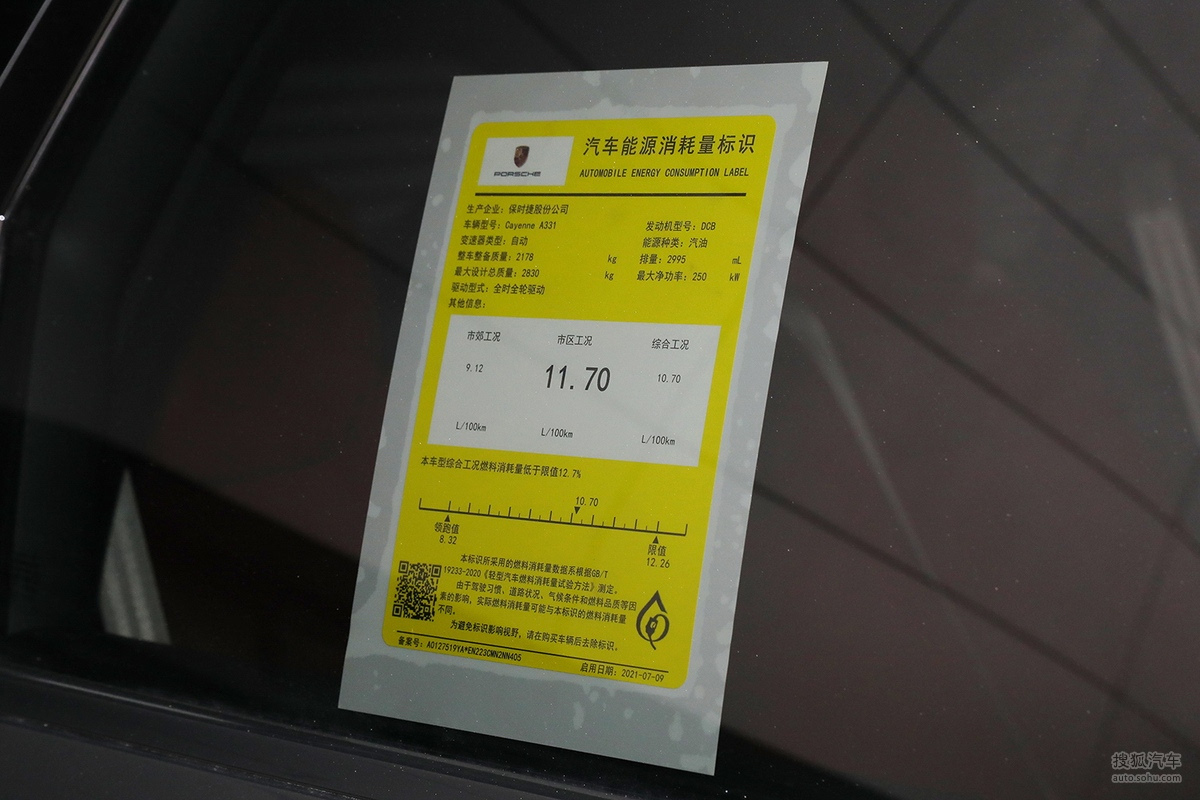 PORSCHE
汽车能源消耗量标识
AUTOMOBILE ENERGY CONSUMPTION LABEL
生产企业：保时捷股份公司
车辆型号：Cayenne A331
发动机型号：DCB
变速器类型：自动
能源种类：汽油
整车整备质量：2178 kg
排量：2995 mL
最大设计总质量：2830 kg
最大净功率：250 kW
驱动型式：全时全轮驱动
其他信息：
市郊工况 市区工况 综合工况
9.12 11.70 10.70
L/100km L/100km L/100km
本车型综合工况燃料消耗量低于限值12.7%
10.70
领跑值
8.32
限值
12.26
本标识所采用的燃料消耗量数据系根据GB/T
19233-2020《轻型汽车燃料消耗量试验方法》测定。
由于驾驶习惯、道路状况、气候条件和燃料品质等因
素的影响，实际燃料消耗量可能与本标识的燃料消耗量
不同。
为避免标识影响视野，请在购买车辆后去除标识。
备案号：A0127519YA*EN223CMN2NN405
启用日期：2021-07-09
搜狐汽车
auto.sohu.com